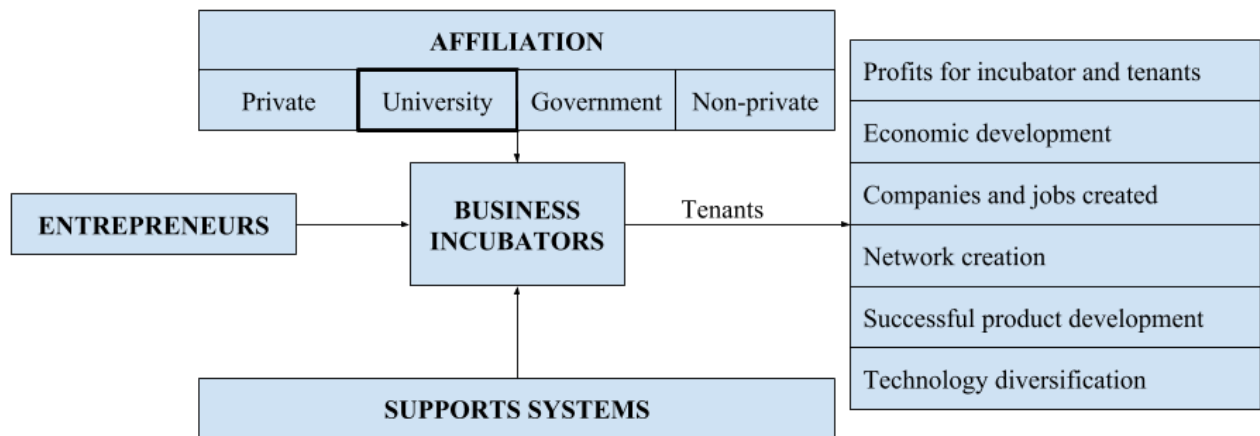 AFFILIATION
Private
University
Government
Non-private
ENTREPRENEURS
BUSINESS
INCUBATORS
Tenants
SUPPORTS SYSTEMS
Profits for incubator and tenants
Economic development
Companies and jobs created
Network creation
Successful product development
Technology diversification